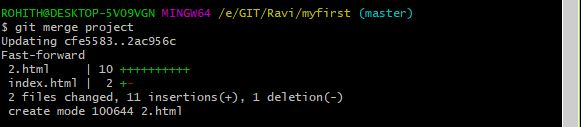 ROHITH@DESKTOP-5VO9VGN MINGW64 /e/GIT/Ravi/myfirst (master)
$ git merge project
Updating cfe5583..2ac956c
Fast-forward
 2.html     | 10 ++++++++++
 index.html |  2 +-
 2 files changed, 11 insertions(+), 1 deletion(-)
 create mode 100644 2.html